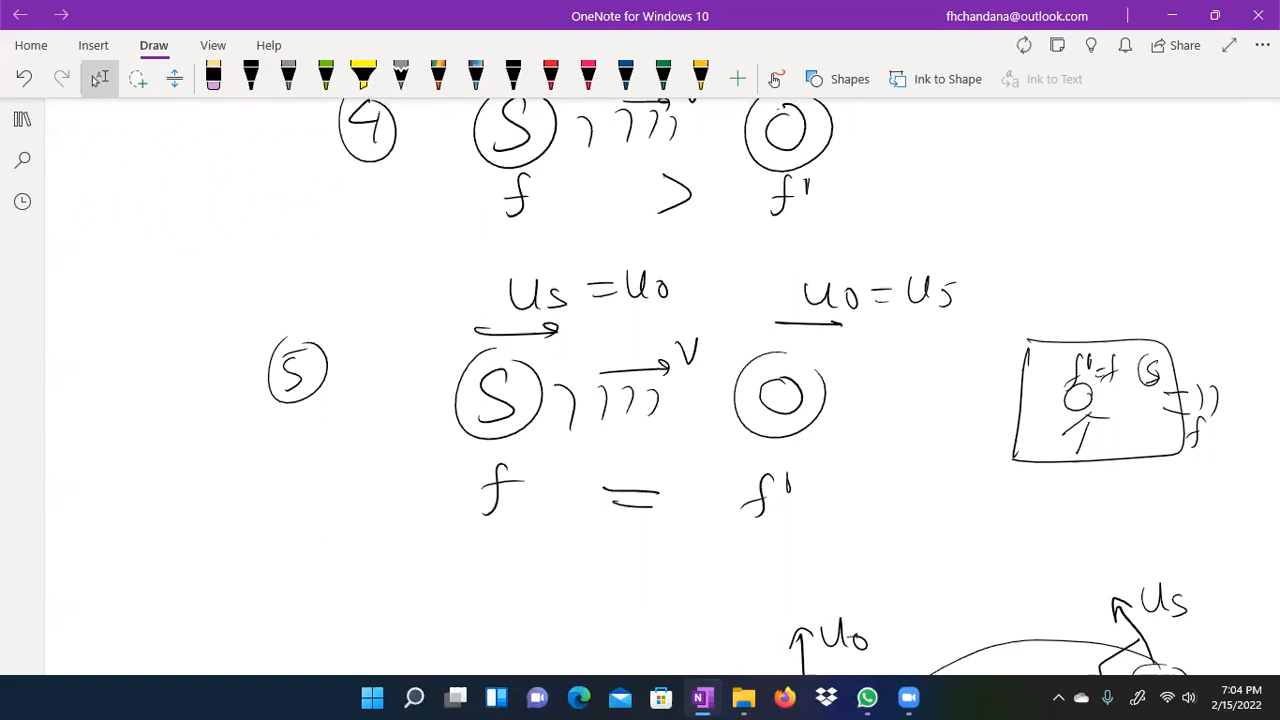 OneNote for Windows 10
fhchandana@outlook.com
Home Insert Draw View Help
Share
Shapes
Ink to Shape
Ink to Text
4 S v O
f > f'
us = uo uo = us
5 S v O
f = f'
f' = f S
f
uo us
7:04 PM
2/15/2022